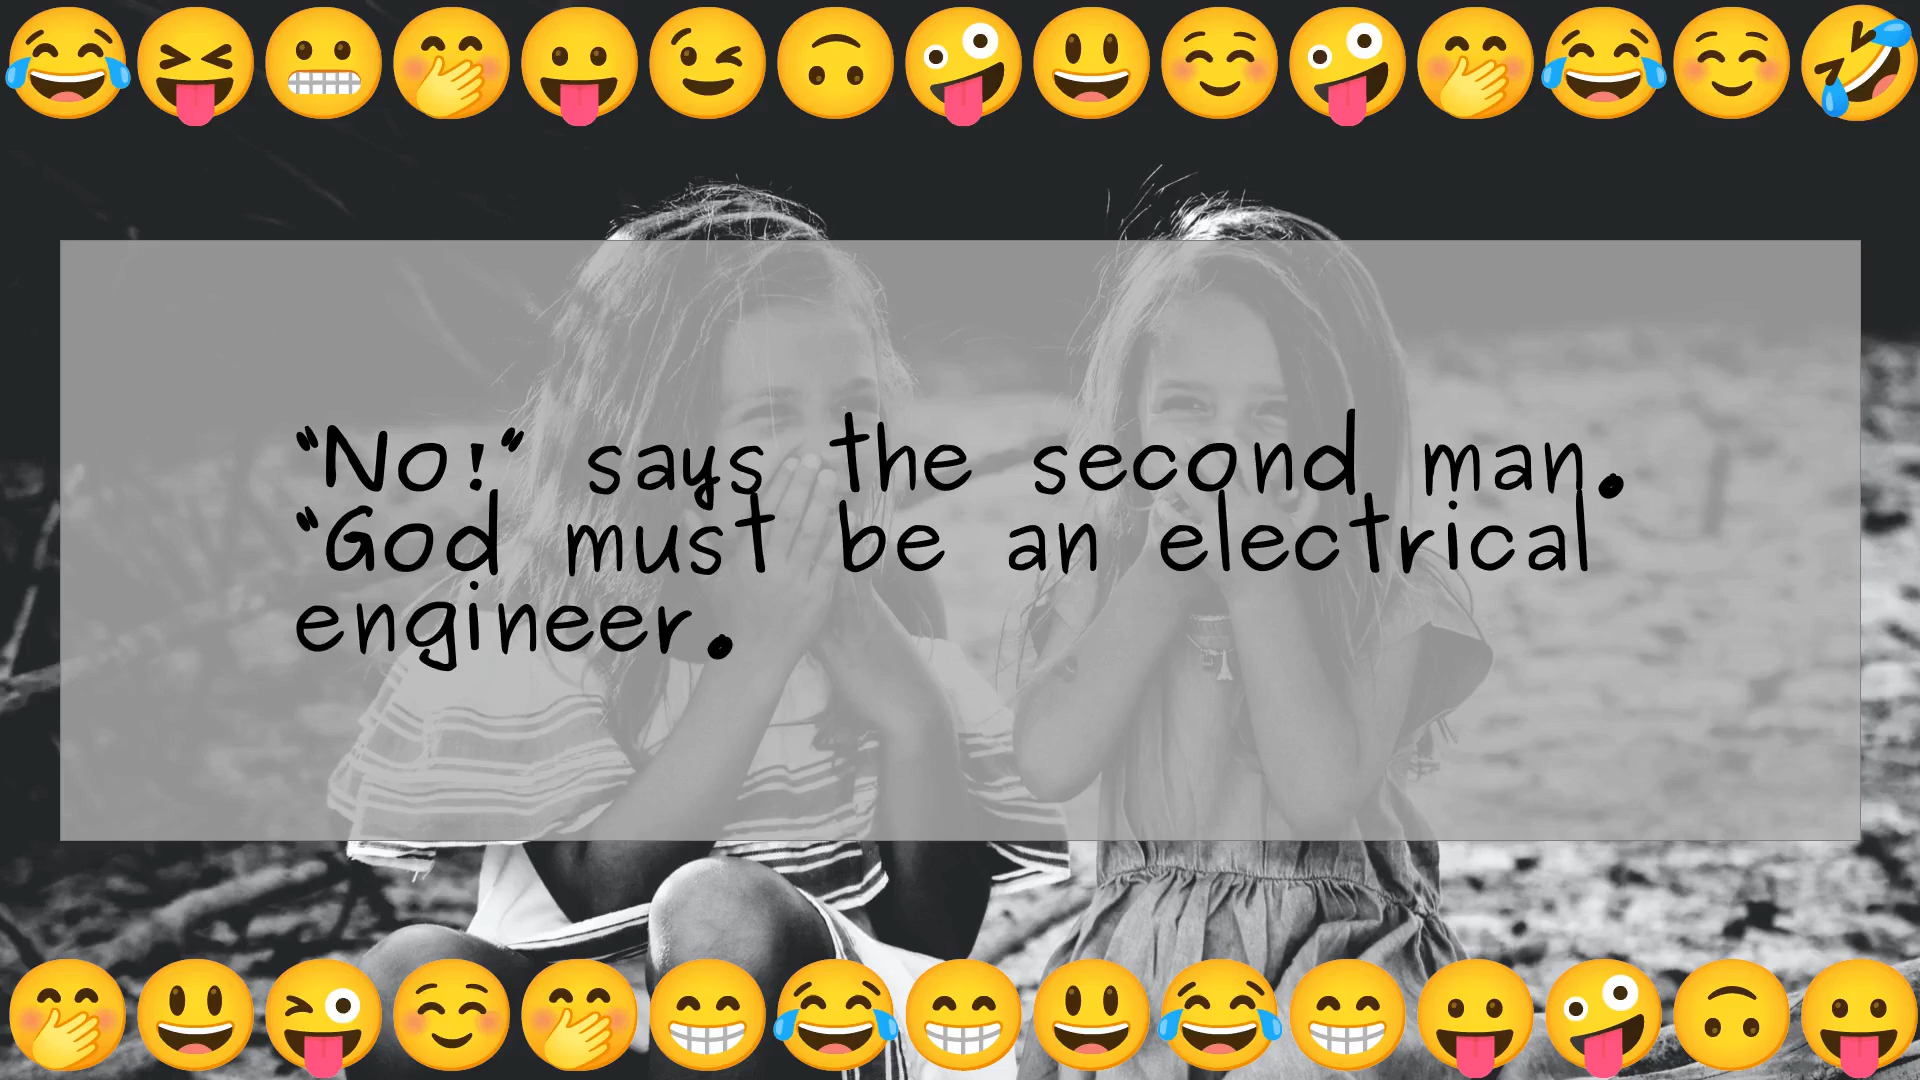 "No!" says the second man.
"God must be an electrical
engineer.